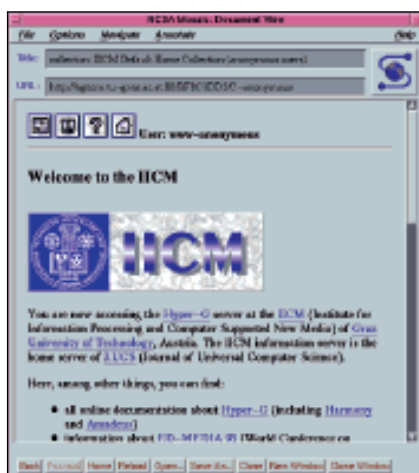 NCSA Mosaic: Document View
File Options Navigate Annotate Help
Title:
URL:
User: www-anonymous
Welcome to the IICM
IICM
You are now accessing the Hyper-G server at the IICM (Institute for
Information Processing and Computer Supported New Media) of Graz
University of Technology, Austria. The IICM information server is the
home server of J.UCS (Journal of Universal Computer Science).
Here, among other things, you can find:
all online documentation about Hyper-G (including Harmony
and Amadeus)
information about ED-MEDIA 95 (World Conference on
Back Forward Home Reload Open... Save As... Clone New Window Close Window